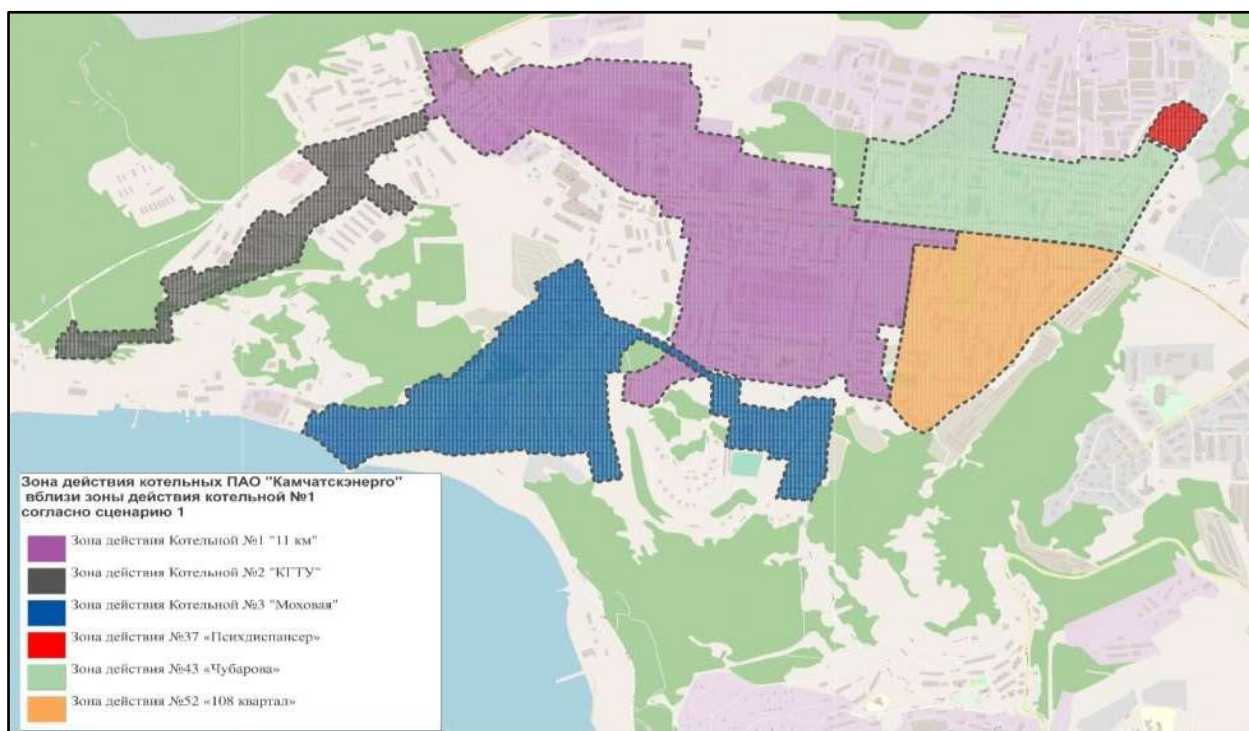 Зона действия котельных ПАО "Камчатскэнерго"
вблизи зоны действия котельной №1
согласно сценарию 1
Зона действия Котельной №1 "11 км"
Зона действия Котельной №2 "КГТУ"
Зона действия Котельной №3 "Моховая"
Зона действия №37 «Психдиспансер»
Зона действия №43 «Чубарова»
Зона действия №52 «108 квартал»